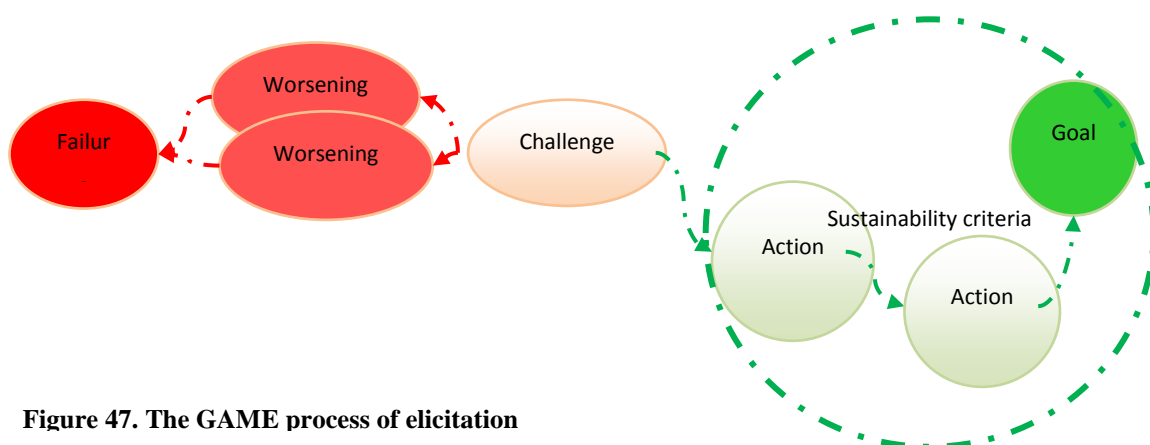 Worsening
Worsening
Failur
Challenge
Goal
Sustainability criteria
Action
Action
Figure 47. The GAME process of elicitation